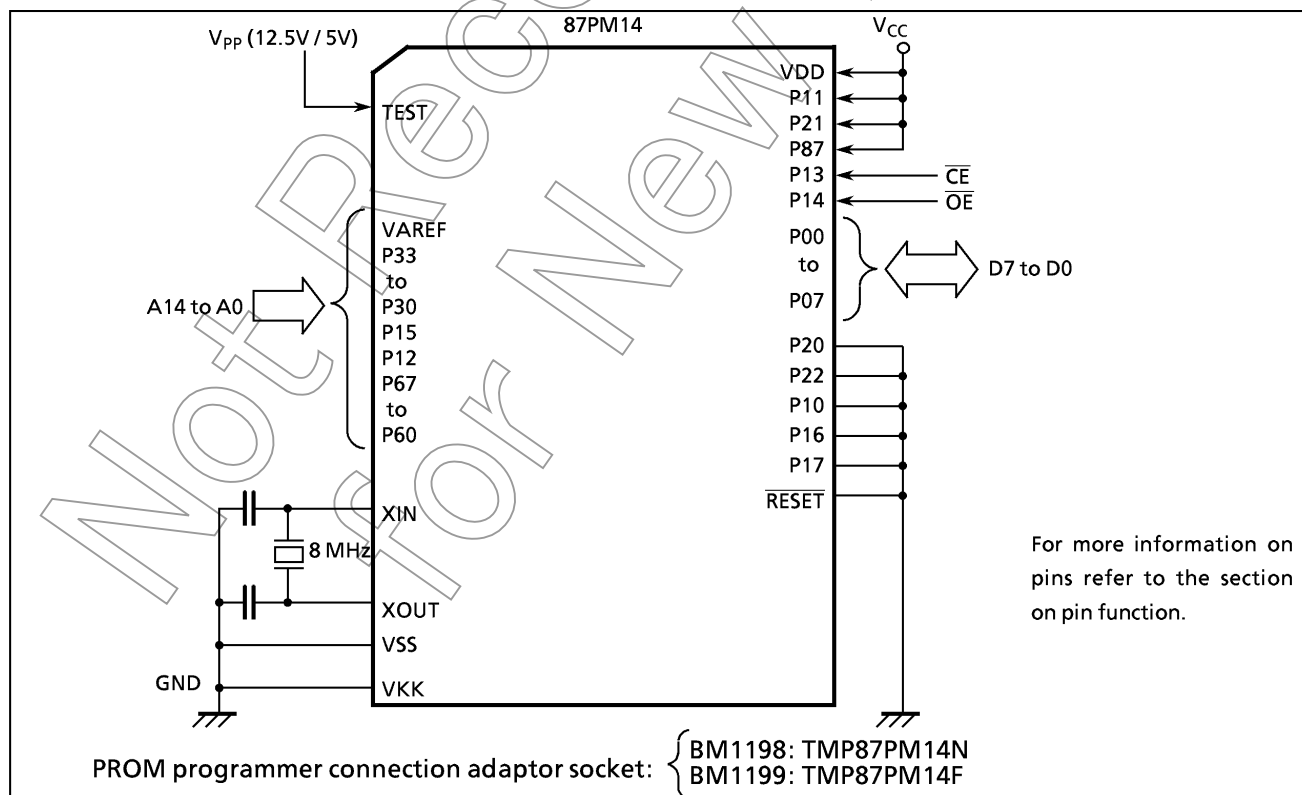 87PM14
VPP (12.5V / 5V)
VCC
TEST
VDD
P11
P21
P87
P13
CE
P14
OE
VAREF
P33
to
P30
P15
P12
P67
to
P60
A14 to A0
P00
to
P07
D7 to D0
P20
P22
P10
P16
P17
RESET
XIN
8 MHz
XOUT
VSS
VKK
GND
For more information on
pins refer to the section
on pin function.
PROM programmer connection adaptor socket:
BM1198: TMP87PM14N
BM1199: TMP87PM14F
Not Reco
for New